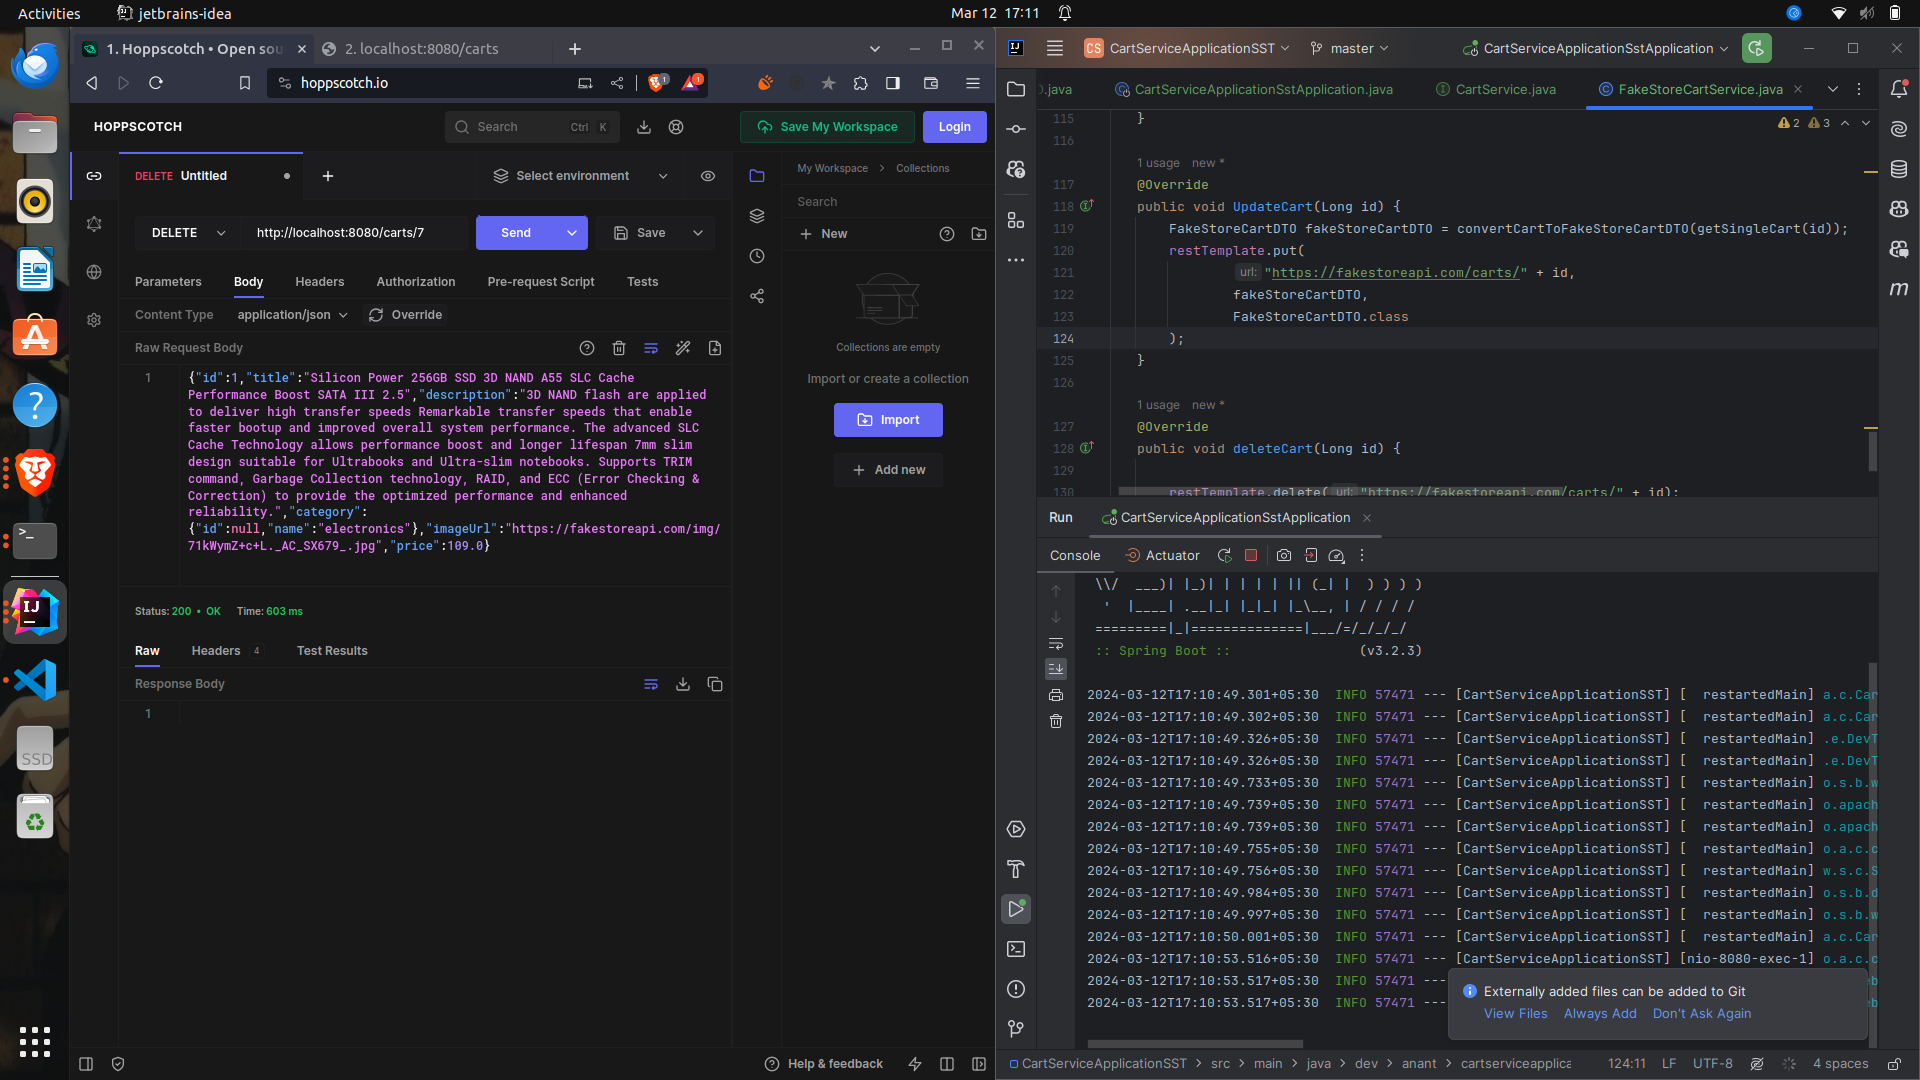 Activities
jetbrains-idea
Mar 12 17:11
1. Hoppscotch • Open sou
2. localhost:8080/carts
hoppscotch.io
1
1
HOPPSCOTCH
Search
Ctrl
K
Save My Workspace
Login
DELETE Untitled
Select environment
DELETE
http://localhost:8080/carts/7
Send
Save
Parameters
Body
Headers
Authorization
Pre-request Script
Tests
Content Type
application/json
Override
Raw Request Body
1
{"id":1,"title":"Silicon Power 256GB SSD 3D NAND A55 SLC Cache
Performance Boost SATA III 2.5","description":"3D NAND flash are applied
to deliver high transfer speeds Remarkable transfer speeds that enable
faster bootup and improved overall system performance. The advanced SLC
Cache Technology allows performance boost and longer lifespan 7mm slim
design suitable for Ultrabooks and Ultra-slim notebooks. Supports TRIM
command, Garbage Collection technology, RAID, and ECC (Error Checking &
Correction) to provide the optimized performance and enhanced
reliability.","category":
{"id":null,"name":"electronics"},"imageUrl":"https://fakestoreapi.com/img/
71kWymZ+c+L._AC_SX679_.jpg","price":109.0}
Status: 200 • OK
Time: 603 ms
Raw
Headers 4
Test Results
Response Body
1
My Workspace
Collections
Search
New
Collections are empty
Import or create a collection
Import
Add new
Help & feedback
SSD
CS CartServiceApplicationSST
master
CartServiceApplicationSstApplication
O.java
CartServiceApplicationSstApplication.java
CartService.java
FakeStoreCartService.java
2
3
115 }
116
1 usage new *
117 @Override
118 public void UpdateCart(Long id) {
119 FakeStoreCartDTO fakeStoreCartDTO = convertCartToFakeStoreCartDTO(getSingleCart(id));
120 restTemplate.put(
121 url: "https://fakestoreapi.com/carts/" + id,
122 fakeStoreCartDTO,
123 FakeStoreCartDTO.class
124 );
125 }
126
1 usage new *
127 @Override
128 public void deleteCart(Long id) {
129
130 restTemplate.delete( url: "https://fakestoreapi.com/carts/" + id);
Run
CartServiceApplicationSstApplication
Console
Actuator
\\/  ___)| |_)| | | | | || (_| |  ) ) ) )
'  |____| .__|_| |_|_| |_\__, | / / / /
=========|_|==============|___/=/_/_/_/
:: Spring Boot :: (v3.2.3)
2024-03-12T17:10:49.301+05:30 INFO 57471 --- [CartServiceApplicationSST] [ restartedMain] a.c.Car
2024-03-12T17:10:49.302+05:30 INFO 57471 --- [CartServiceApplicationSST] [ restartedMain] a.c.Car
2024-03-12T17:10:49.326+05:30 INFO 57471 --- [CartServiceApplicationSST] [ restartedMain] .e.DevT
2024-03-12T17:10:49.326+05:30 INFO 57471 --- [CartServiceApplicationSST] [ restartedMain] .e.DevT
2024-03-12T17:10:49.733+05:30 INFO 57471 --- [CartServiceApplicationSST] [ restartedMain] o.s.b.w
2024-03-12T17:10:49.739+05:30 INFO 57471 --- [CartServiceApplicationSST] [ restartedMain] o.apach
2024-03-12T17:10:49.739+05:30 INFO 57471 --- [CartServiceApplicationSST] [ restartedMain] o.apach
2024-03-12T17:10:49.755+05:30 INFO 57471 --- [CartServiceApplicationSST] [ restartedMain] o.a.c.c
2024-03-12T17:10:49.756+05:30 INFO 57471 --- [CartServiceApplicationSST] [ restartedMain] w.s.c.S
2024-03-12T17:10:49.984+05:30 INFO 57471 --- [CartServiceApplicationSST] [ restartedMain] o.s.b.d
2024-03-12T17:10:49.997+05:30 INFO 57471 --- [CartServiceApplicationSST] [ restartedMain] o.s.b.w
2024-03-12T17:10:50.001+05:30 INFO 57471 --- [CartServiceApplicationSST] [ restartedMain] a.c.Car
2024-03-12T17:10:53.516+05:30 INFO 57471 --- [CartServiceApplicationSST] [nio-8080-exec-1] o.a.c.c
2024-03-12T17:10:53.517+05:30 INFO 57471 ---
2024-03-12T17:10:53.517+05:30 INFO 57471 ---
Externally added files can be added to Git
View Files
Always Add
Don't Ask Again
CartServiceApplicationSST
src
main
java
dev
anant
cartserviceapplica
124:11
LF
UTF-8
4 spaces